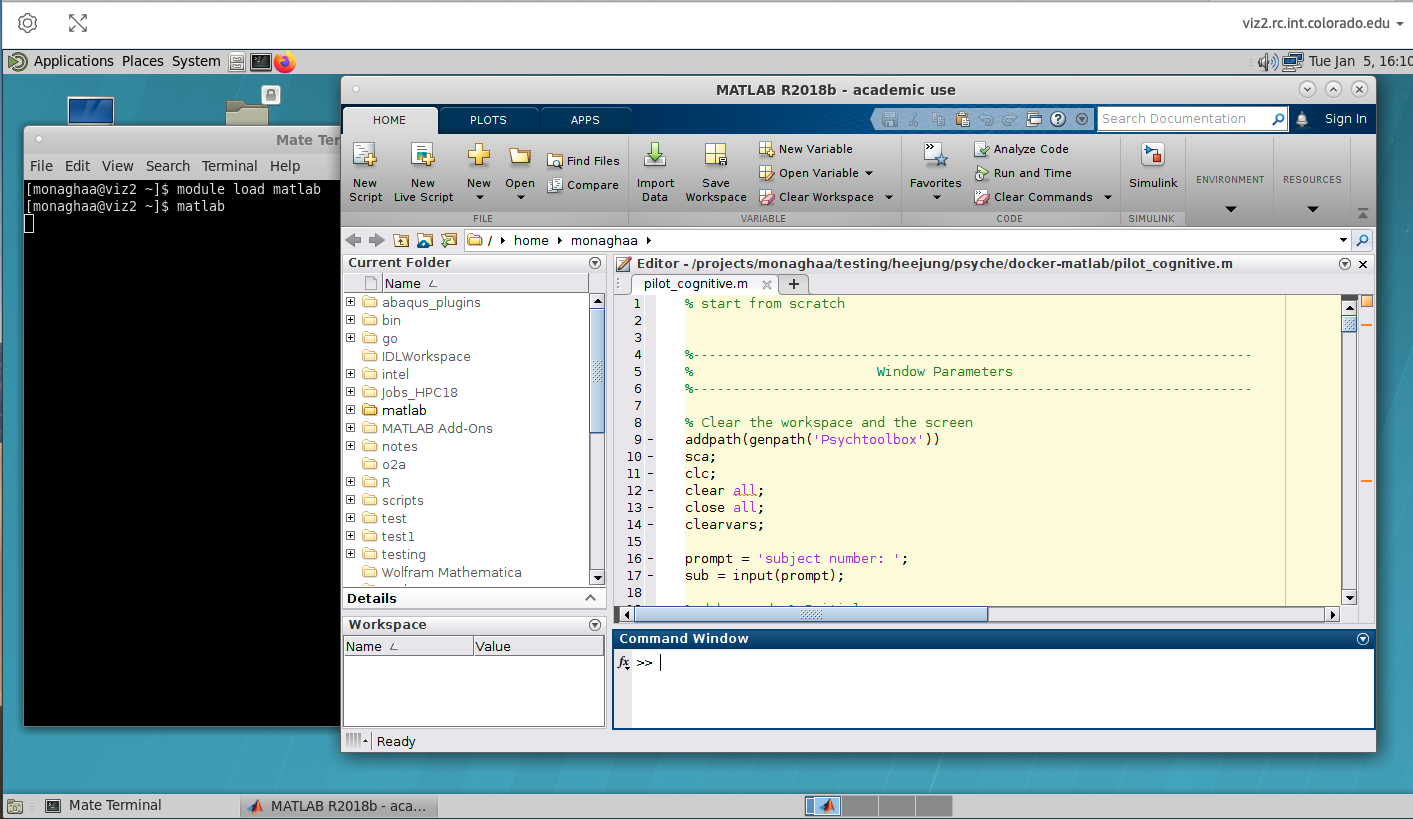 viz2.rc.int.colorado.edu
Applications Places System
Tue Jan 5, 16:10
Mate Ter
File Edit View Search Terminal Help
[monaghaa@viz2 ~]$ module load matlab
[monaghaa@viz2 ~]$ matlab
MATLAB R2018b - academic use
HOME PLOTS APPS
Search Documentation
Sign In
New Script
New Live Script
New
Open
Find Files
Compare
FILE
Import Data
Save Workspace
New Variable
Open Variable
Clear Workspace
VARIABLE
Favorites
Analyze Code
Run and Time
Clear Commands
CODE
Simulink
SIMULINK
ENVIRONMENT
RESOURCES
/ home monaghaa
Current Folder
Name
abaqus_plugins
bin
go
IDLWorkspace
intel
Jobs_HPC18
matlab
MATLAB Add-Ons
notes
o2a
R
scripts
test
test1
testing
Wolfram Mathematica
Details
Workspace
Name Value
Editor - /projects/monaghaa/testing/heejung/psyche/docker-matlab/pilot_cognitive.m
pilot_cognitive.m
1 % start from scratch
2
3
4 %----------------------------------------------------------------------
5 % Window Parameters
6 %----------------------------------------------------------------------
7
8 % Clear the workspace and the screen
9 - addpath(genpath('Psychtoolbox'))
10 - sca;
11 - clc;
12 - clear all;
13 - close all;
14 - clearvars;
15
16 - prompt = 'subject number: ';
17 - sub = input(prompt);
18
Command Window
fx >>
Ready
Mate Terminal
MATLAB R2018b - aca...